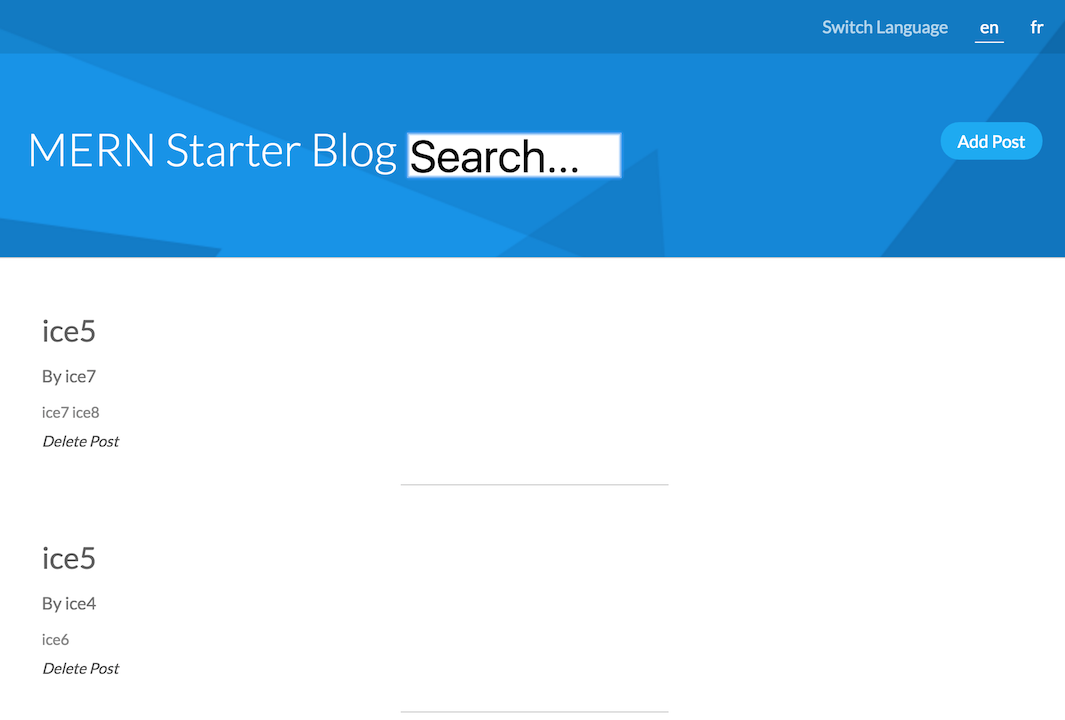 Switch Language en fr
MERN Starter Blog Search...
Add Post
ice5
By ice7
ice7 ice8
Delete Post
ice5
By ice4
ice6
Delete Post